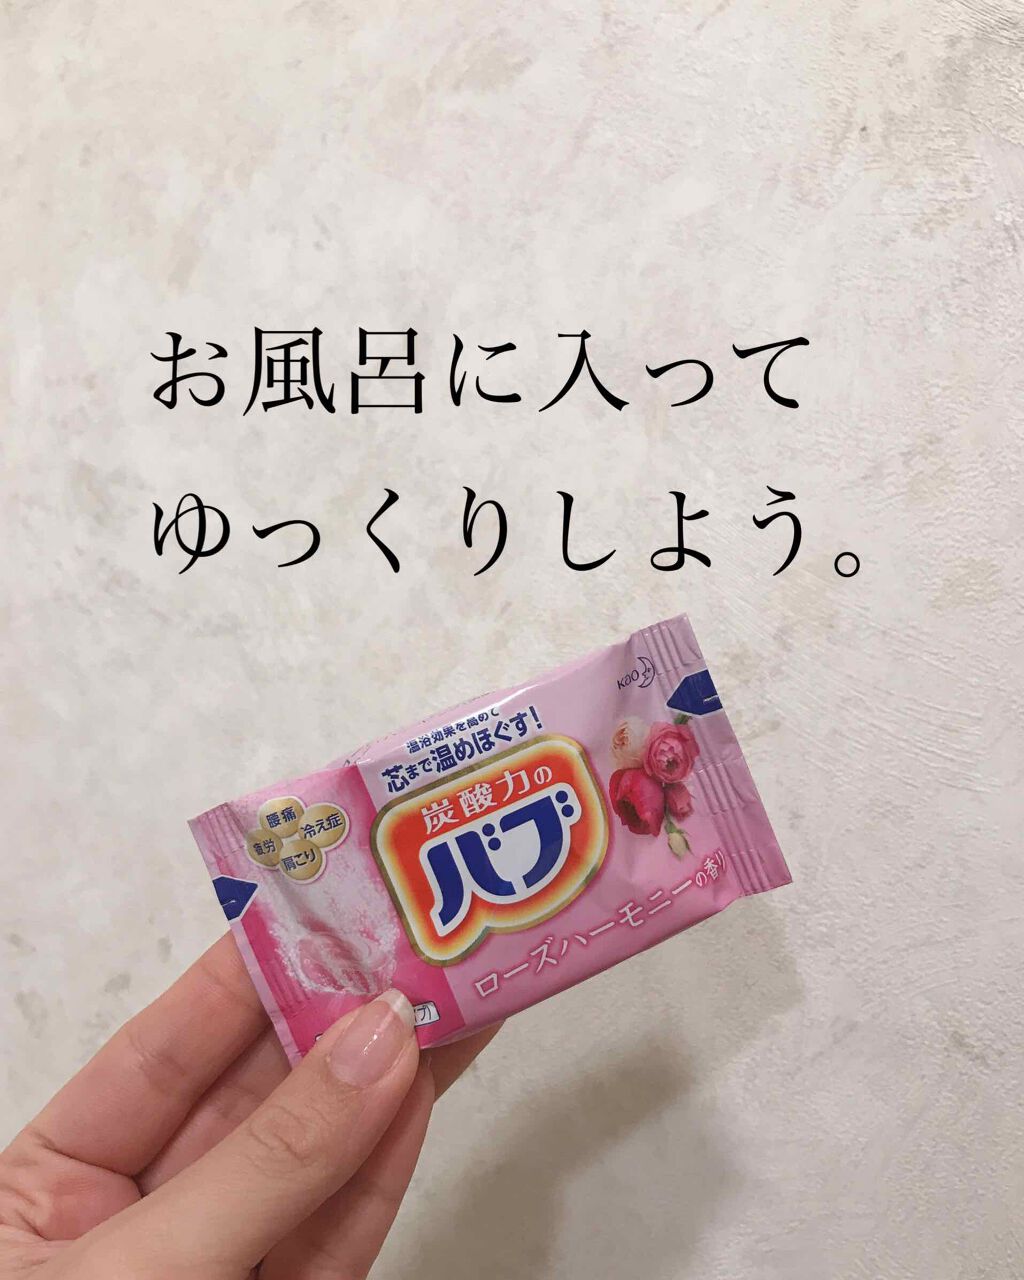 お風呂に入って
ゆっくりしよう。
Kao
温浴効果を高めて
芯まで温めほぐす!
炭酸力の
バブ
腰痛
冷え症
疲労
肩こり
ローズハーモニーの香り